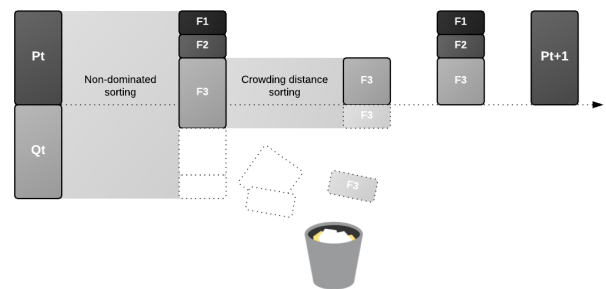 Pt
Qt
Non-dominated
sorting
F1
F2
F3
Crowding distance
sorting
F3
F3
F3
F1
F2
F3
Pt+1